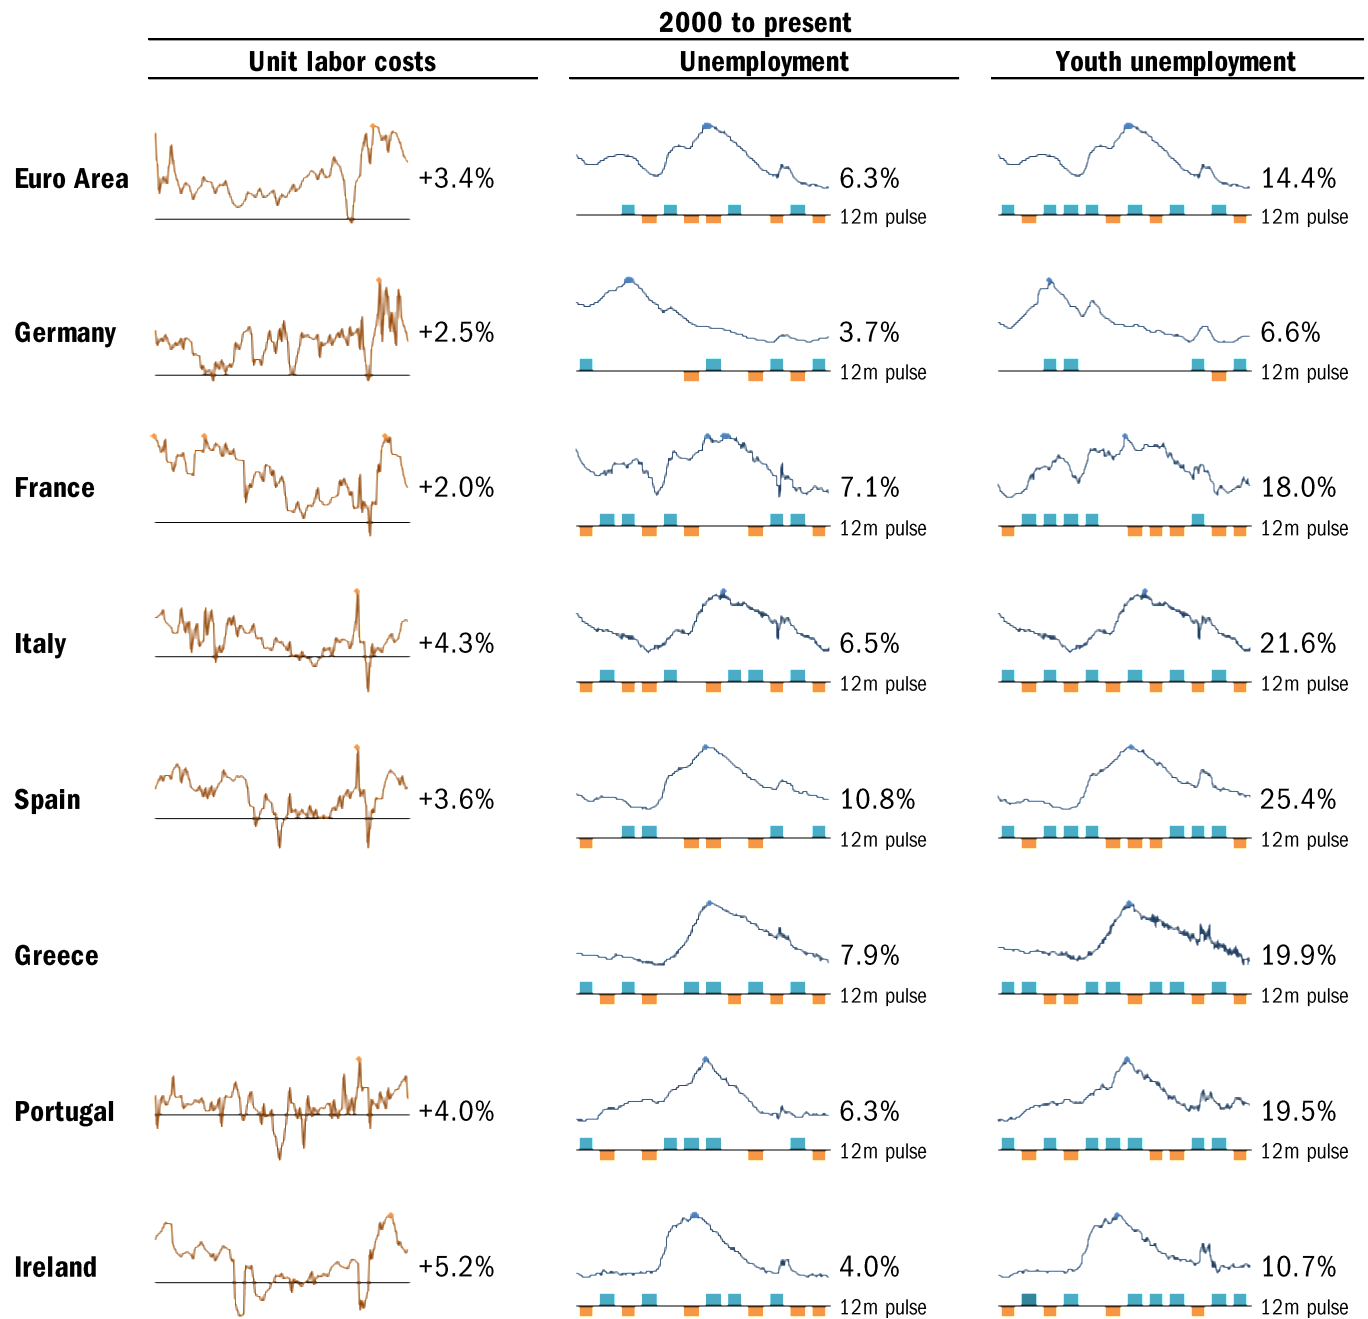 2000 to present
Unit labor costs Unemployment Youth unemployment
Euro Area +3.4% 6.3% 14.4%
12m pulse 12m pulse
Germany +2.5% 3.7% 6.6%
12m pulse 12m pulse
France +2.0% 7.1% 18.0%
12m pulse 12m pulse
Italy +4.3% 6.5% 21.6%
12m pulse 12m pulse
Spain +3.6% 10.8% 25.4%
12m pulse 12m pulse
Greece 7.9% 19.9%
12m pulse 12m pulse
Portugal +4.0% 6.3% 19.5%
12m pulse 12m pulse
Ireland +5.2% 4.0% 10.7%
12m pulse 12m pulse